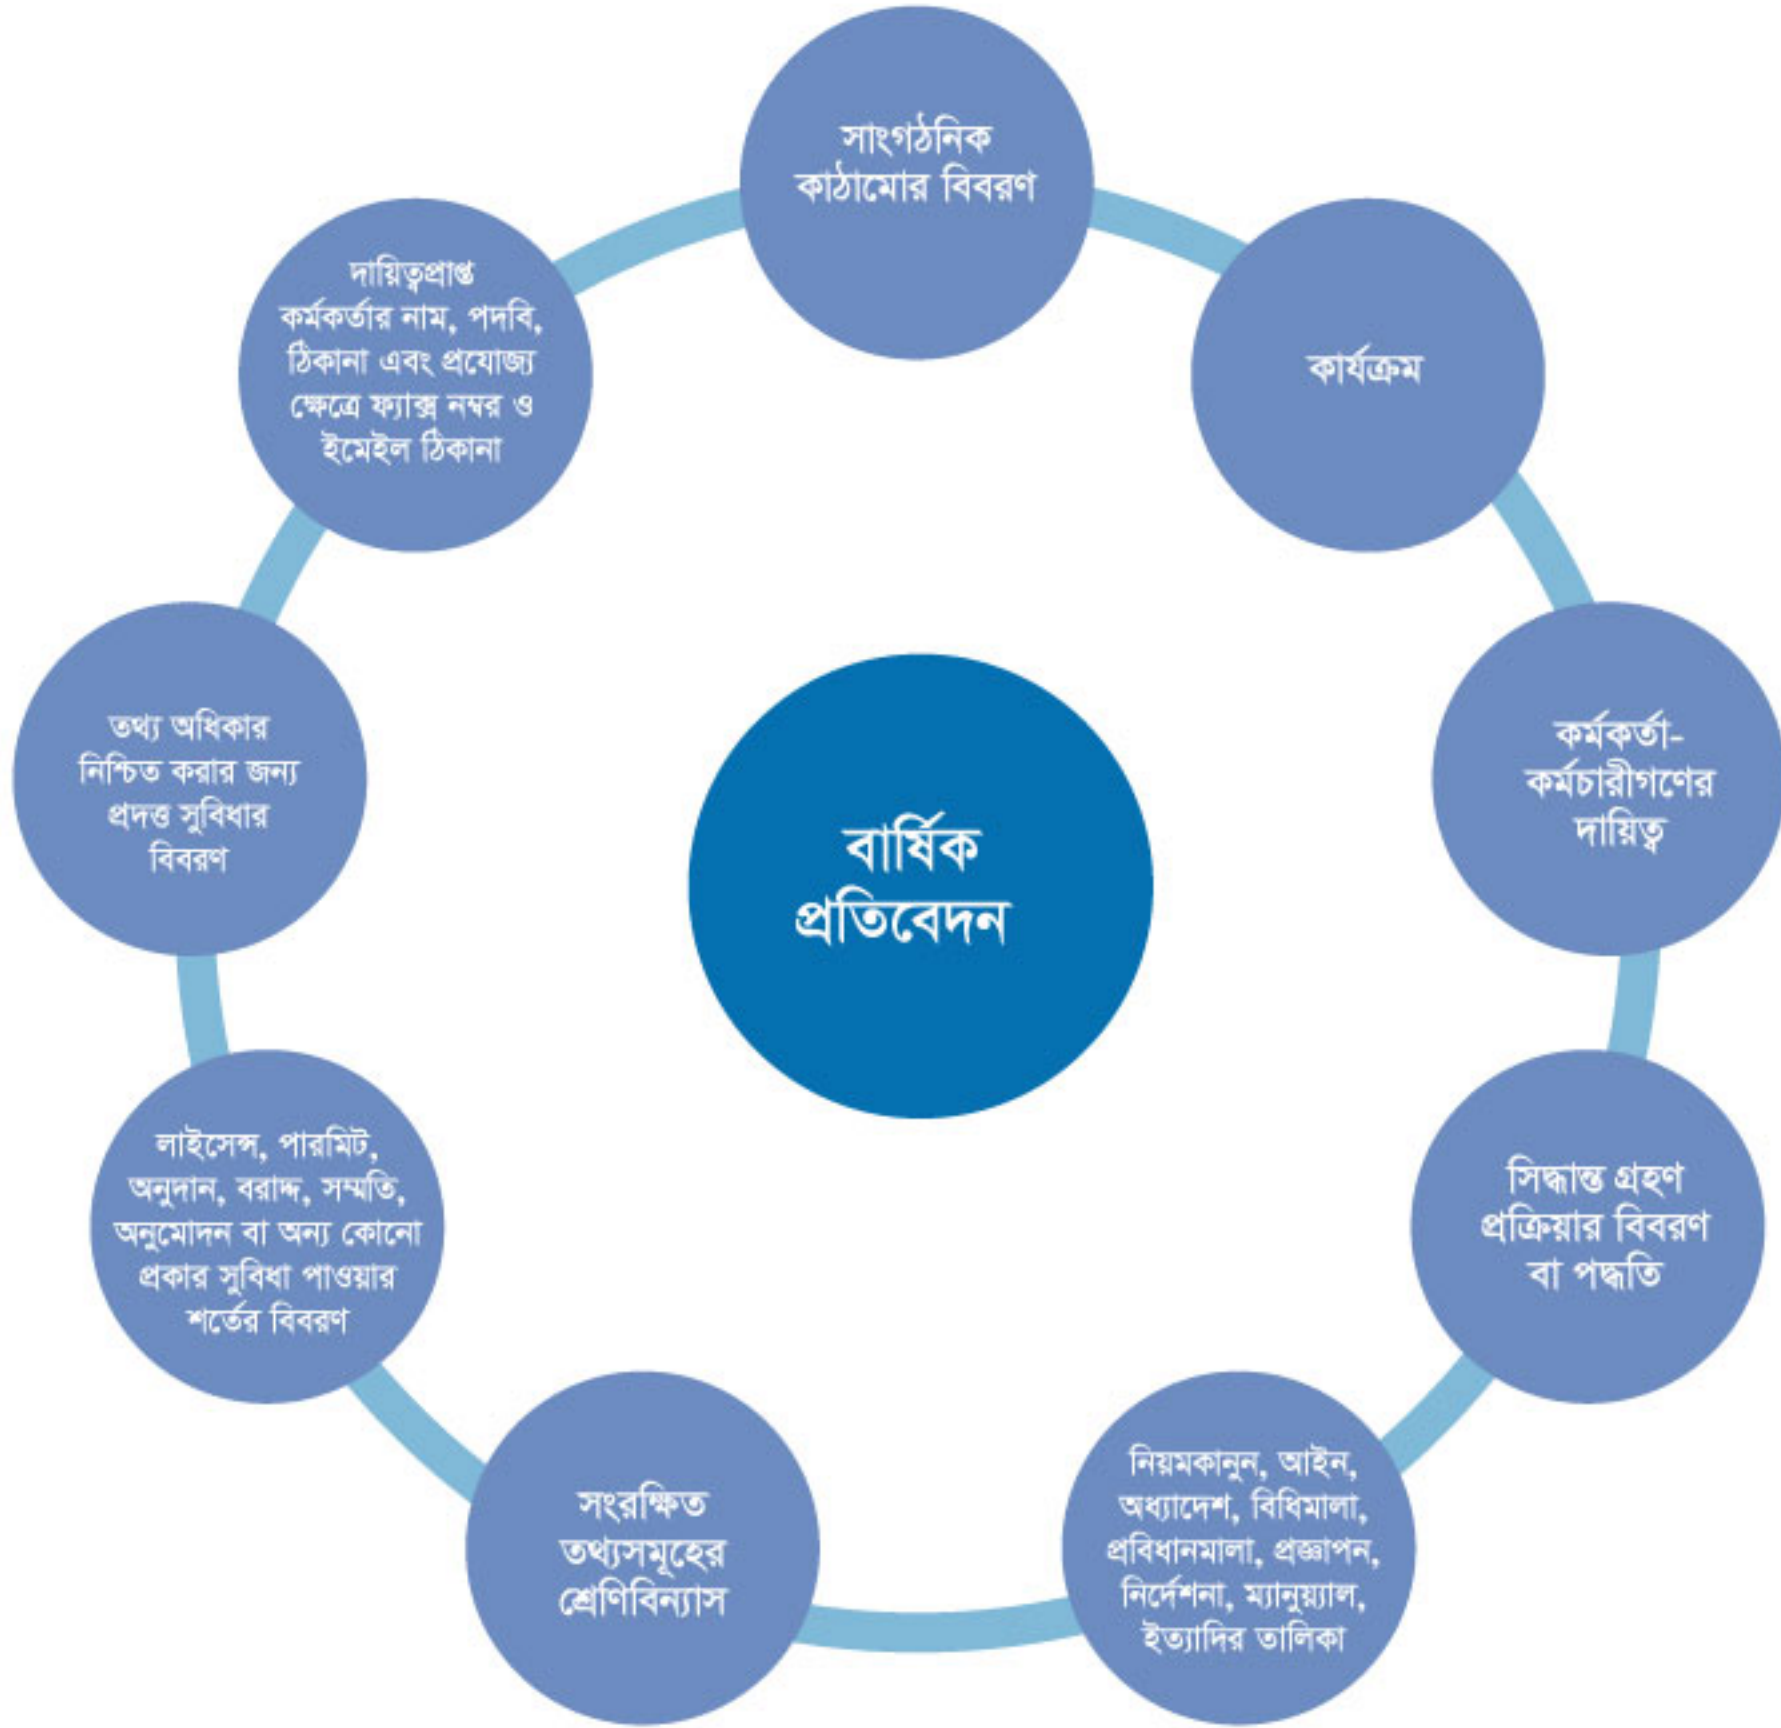 সাংগঠনিক
কাঠামোর বিবরণ
কার্যক্রম
কর্মকর্তা-
কর্মচারীগণের
দায়িত্ব
সিদ্ধান্ত গ্রহণ
প্রক্রিয়ার বিবরণ
বা পদ্ধতি
নিয়মকানুন, আইন,
অধ্যাদেশ, বিধিমালা,
প্রবিধানমালা, প্রজ্ঞাপন,
নির্দেশনা, ম্যানুয়্যাল,
ইত্যাদির তালিকা
সংরক্ষিত
তথ্যসমূহের
শ্রেণিবিন্যাস
লাইসেন্স, পারমিট,
অনুদান, বরাদ্দ, সম্মতি,
অনুমোদন বা অন্য কোনো
প্রকার সুবিধা পাওয়ার
শর্তের বিবরণ
তথ্য অধিকার
নিশ্চিত করার জন্য
প্রদত্ত সুবিধার
বিবরণ
দায়িত্বপ্রাপ্ত
কর্মকর্তার নাম, পদবি,
ঠিকানা এবং প্রযোজ্য
ক্ষেত্রে ফ্যাক্স নম্বর ও
ইমেইল ঠিকানা
বার্ষিক
প্রতিবেদন